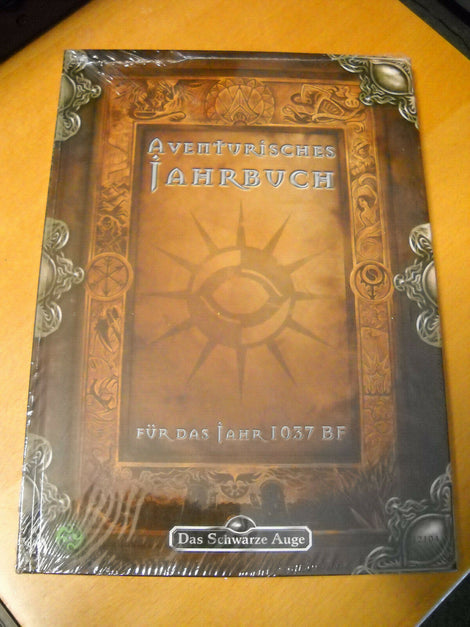 Aventurisches
Jahrbuch
für das Jahr 1037 BF
Das Schwarze Auge